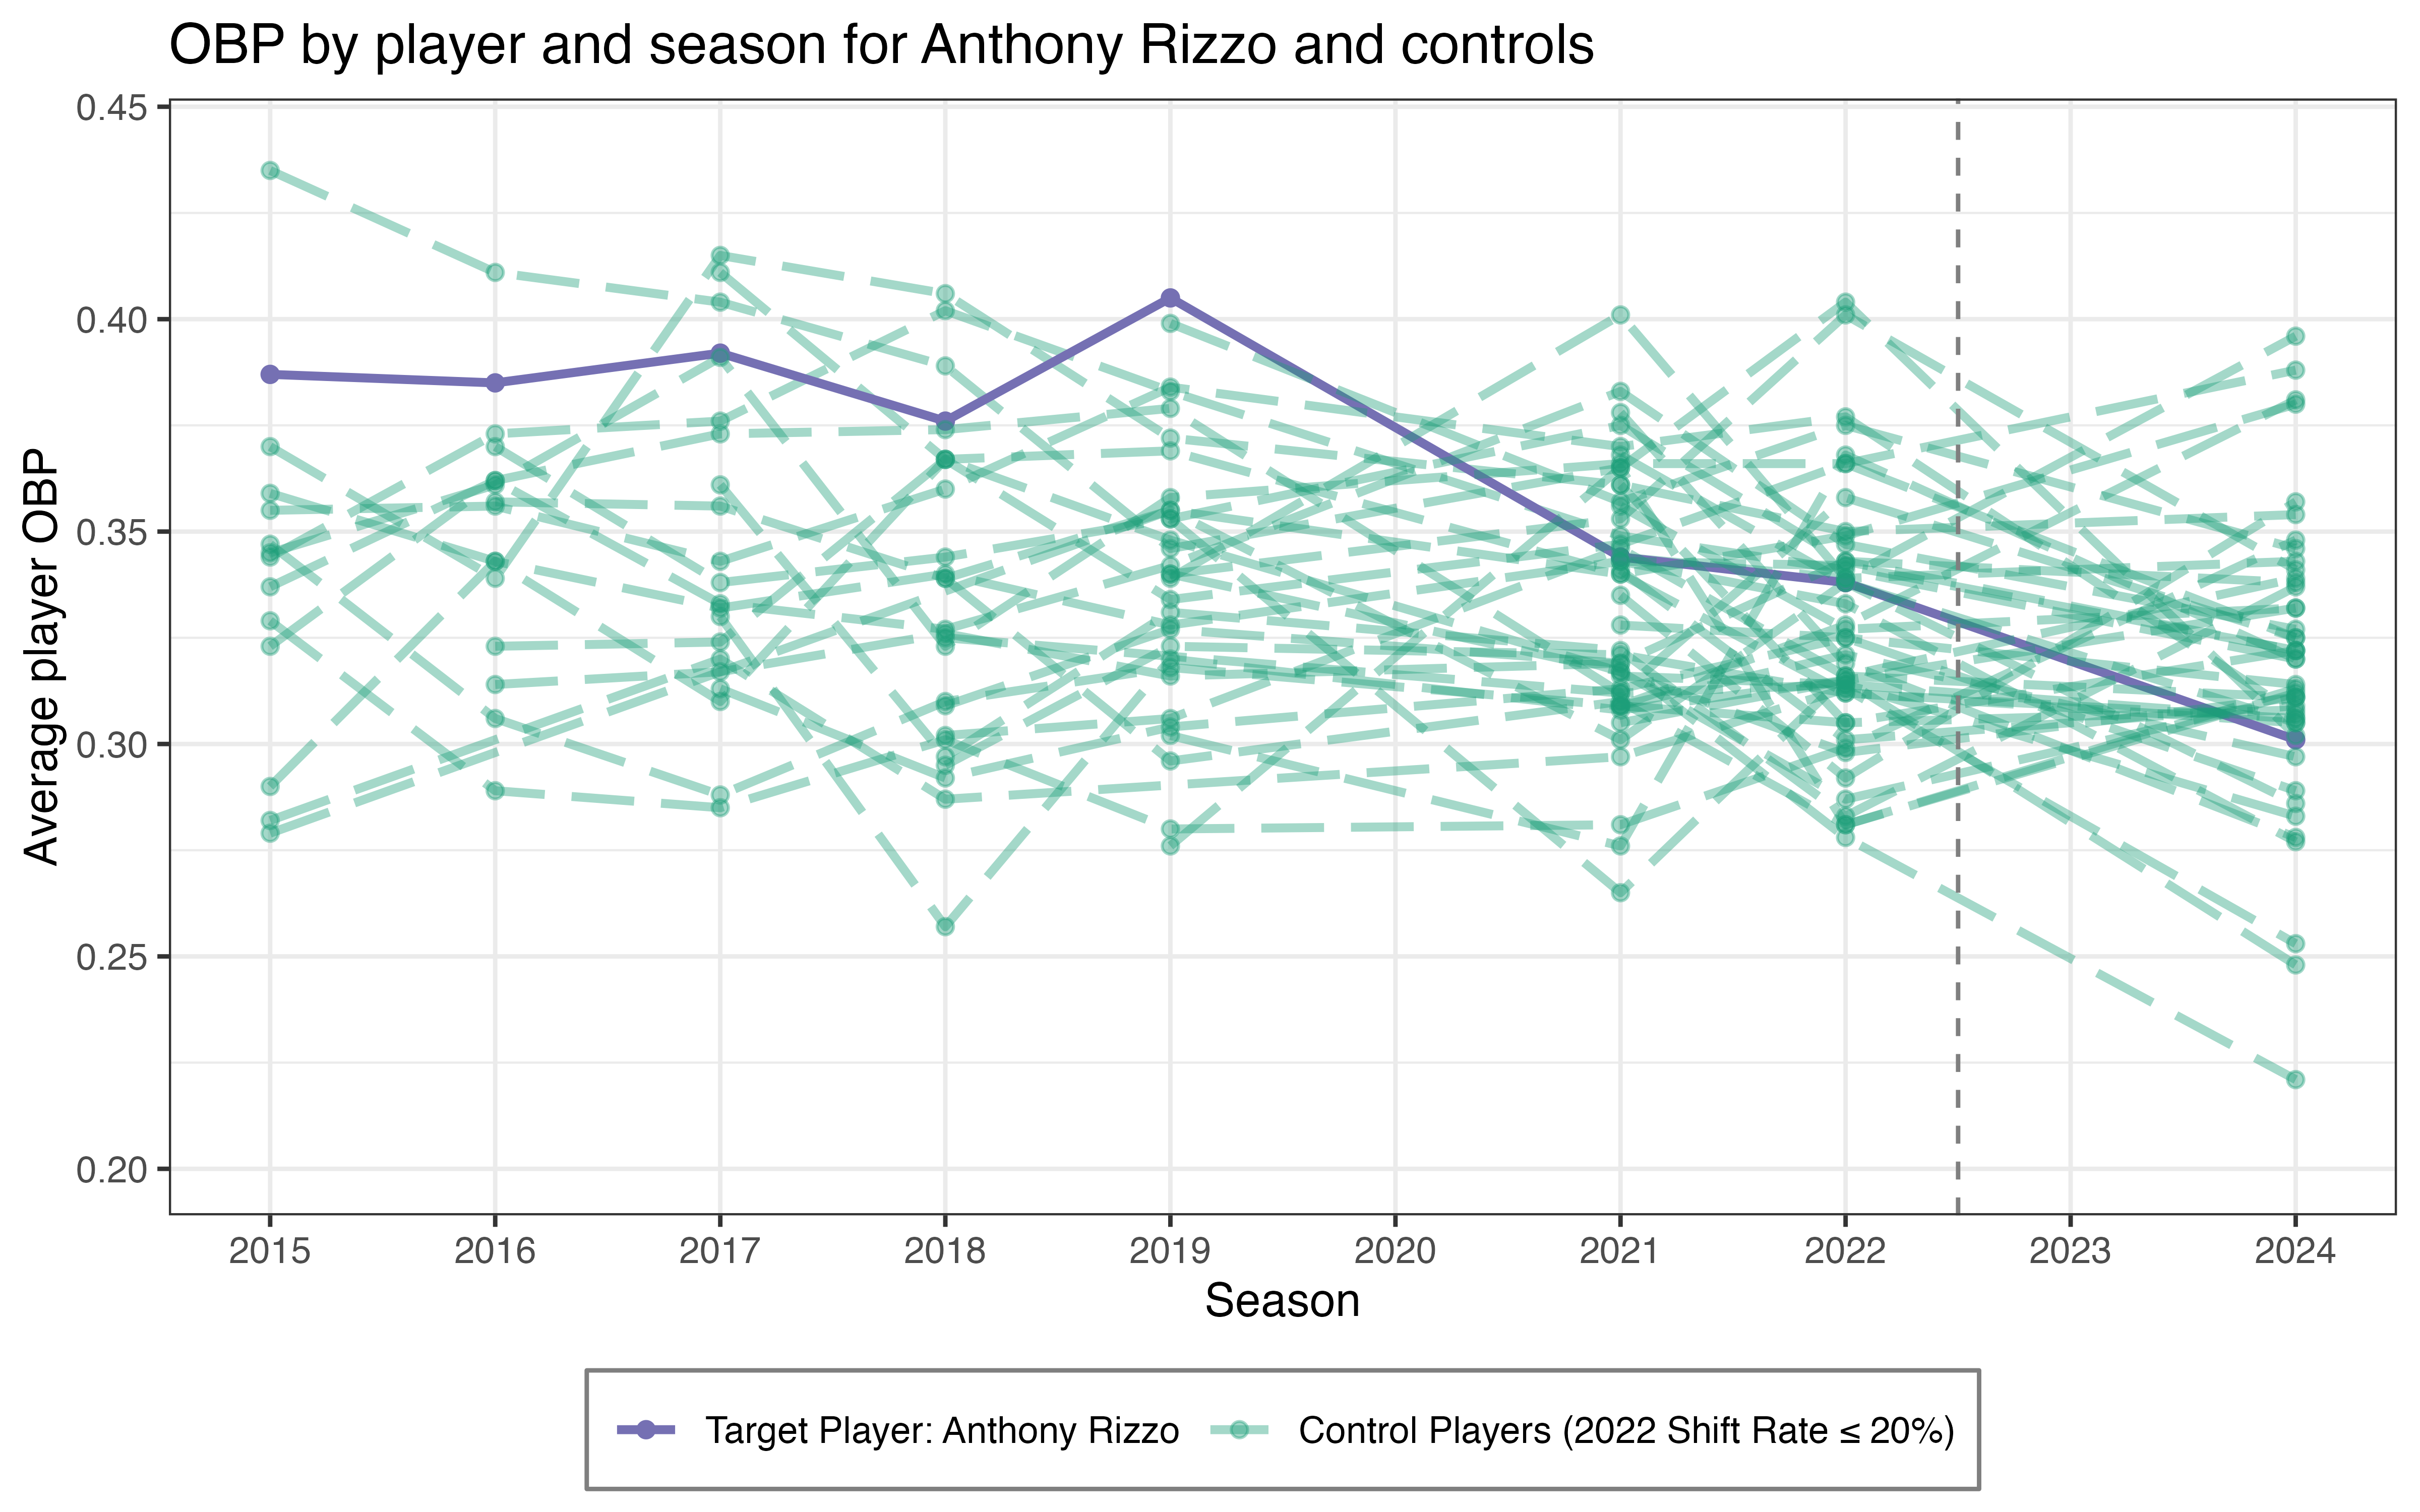 OBP by player and season for Anthony Rizzo and controls
Average player OBP
0.45
0.40
0.35
0.30
0.25
0.20
2015 2016 2017 2018 2019 2020 2021 2022 2023 2024
Season
Target Player: Anthony Rizzo Control Players (2022 Shift Rate ≤ 20%)